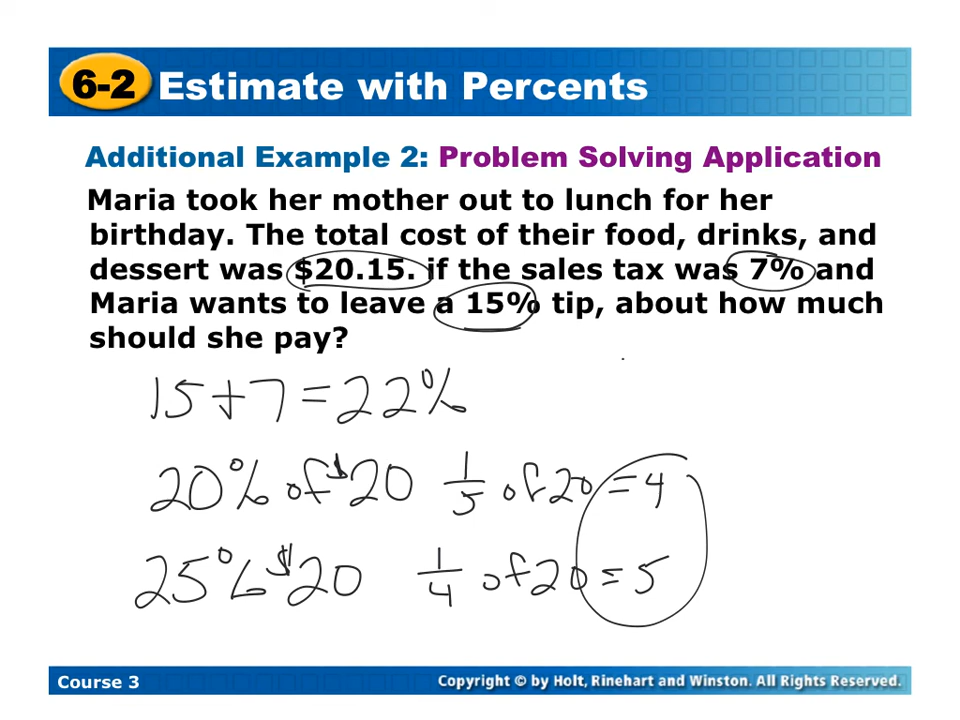 6-2 Estimate with Percents
Additional Example 2: Problem Solving Application
Maria took her mother out to lunch for her
birthday. The total cost of their food, drinks, and
dessert was $20.15. if the sales tax was 7% and
Maria wants to leave a 15% tip, about how much
should she pay?
15+7=22%
20% of $20 1/5 of 20 = 4
25% $20 1/4 of 20 = 5
Course 3 Copyright © by Holt, Rinehart and Winston. All Rights Reserved.